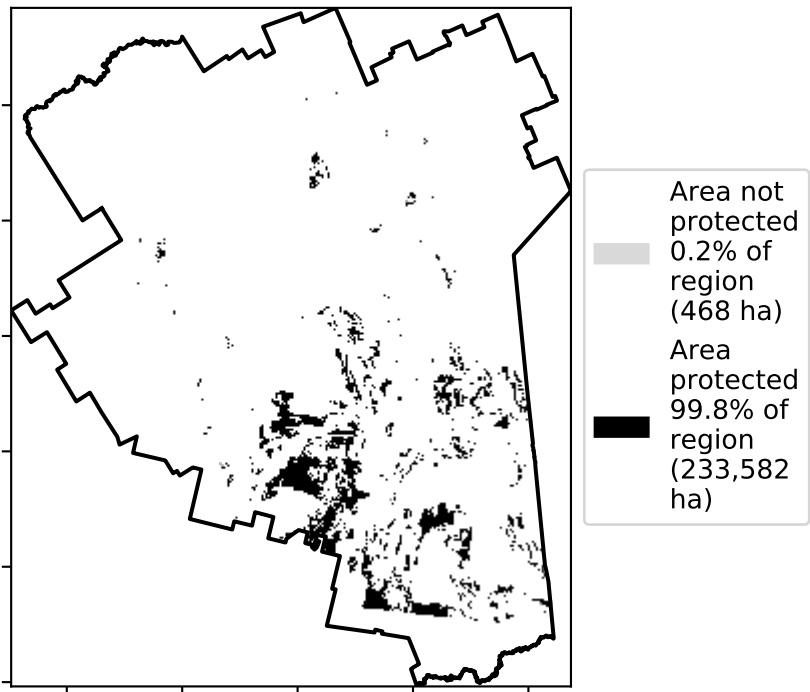 Area not
protected
0.2% of
region
(468 ha)
Area
protected
99.8% of
region
(233,582
ha)